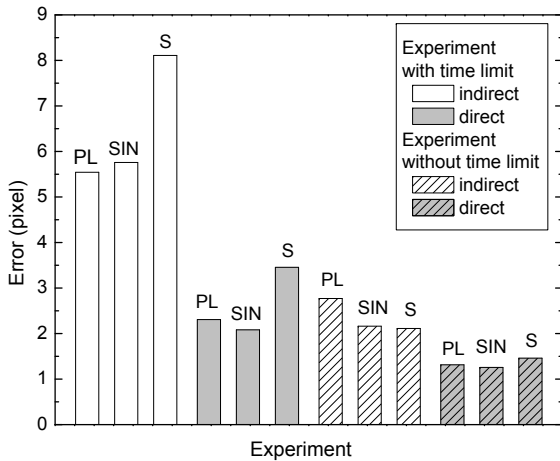 9
8
7
6
5
4
3
2
1
0
Error (pixel)
PL
SIN
S
PL
SIN
S
PL
SIN
S
PL
SIN
S
Experiment
with time limit
indirect
direct
Experiment
without time limit
indirect
direct
Experiment